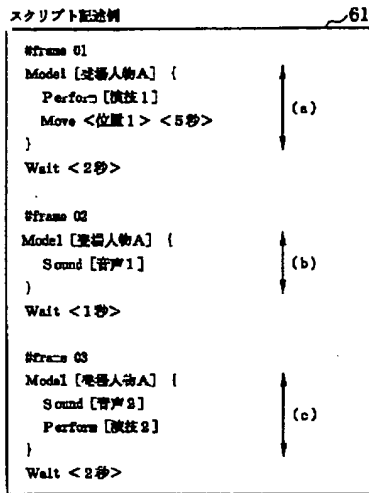 スクリプト記述例 61
#frame 01
Model [登場人物A] {
Perform [演技1]
Move <位置1> <5秒>
}
(a)
Wait <2秒>
#frame 02
Model [登場人物A] {
Sound [音声1]
}
(b)
Wait <1秒>
#frame 03
Model [登場人物A] {
Sound [音声2]
Perform [演技2]
}
(c)
Wait <2秒>